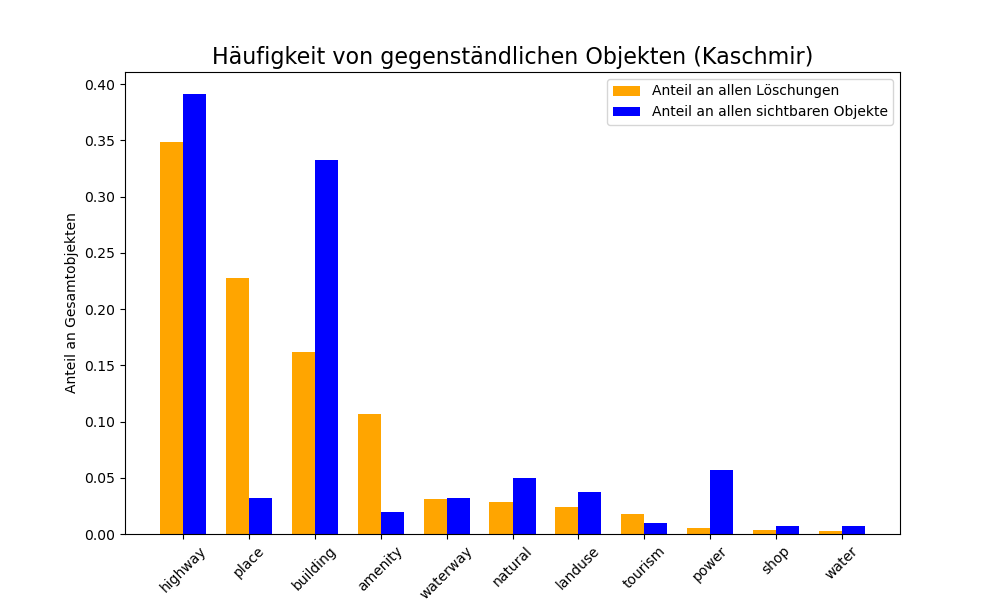 Häufigkeit von gegenständlichen Objekten (Kaschmir)
Anteil an allen Löschungen
Anteil an allen sichtbaren Objekte
Anteil an Gesamtobjekten
0.40
0.35
0.30
0.25
0.20
0.15
0.10
0.05
0.00
highway
place
building
amenity
waterway
natural
landuse
tourism
power
shop
water